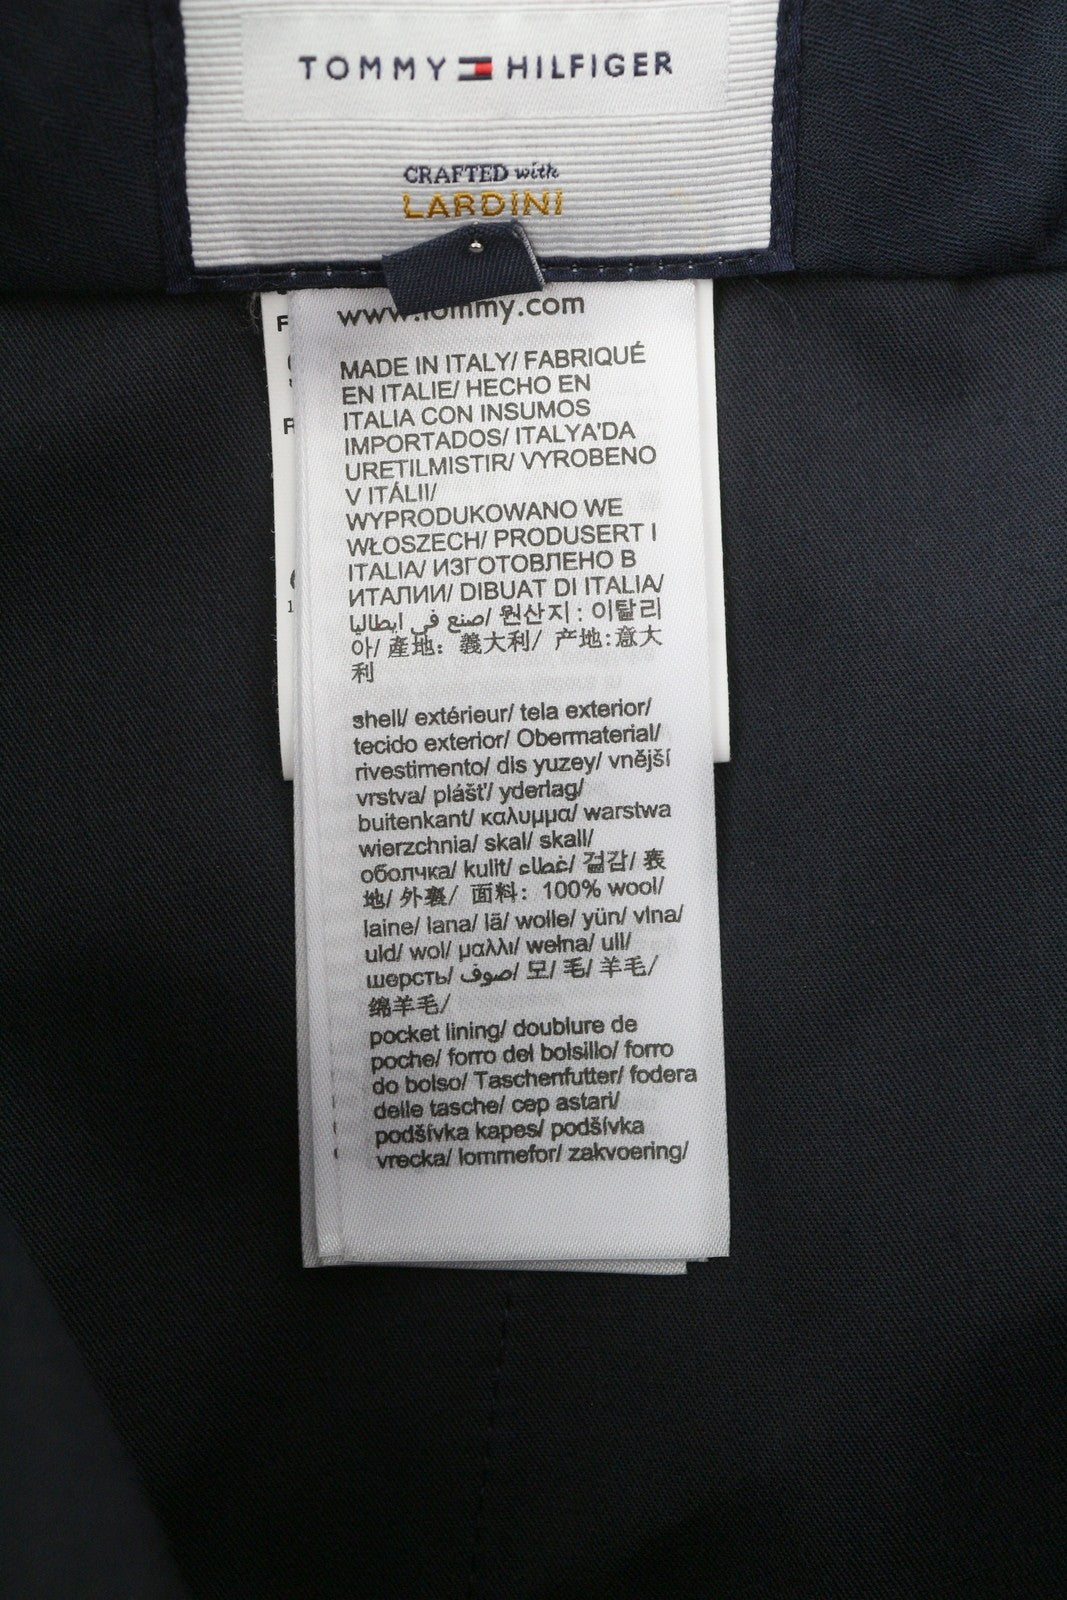 TOMMY HILFIGER
CRAFTED with
LARDINI
www.tommy.com
MADE IN ITALY/ FABRIQUÉ
EN ITALIE/ HECHO EN
ITALIA CON INSUMOS
IMPORTADOS/ ITALYA'DA
URETILMISTIR/ VYROBENO
V ITÁLII/
WYPRODUKOWANO WE
WŁOSZECH/ PRODUSERT I
ITALIA/ ИЗГОТОВЛЕНО В
ИТАЛИИ/ DIBUAT DI ITALIA/
صنع في ايطاليا/ 원산지 : 이탈리
아/ 產地: 義大利/ 产地:意大
利
shell/ extérieur/ tela exterior/
tecido exterior/ Obermaterial/
rivestimento/ dis yuzey/ vnější
vrstva/ plášť/ yderlag/
buitenkant/ καλυμμα/ warstwa
wierzchnia/ skal/ skall/
оболчка/ kulit/ غطاء/ 겉감/ 表
地/ 外裏/ 面料: 100% wool/
laine/ lana/ lã/ wolle/ yün/ vlna/
uld/ wol/ μαλλι/ wełna/ ull/
шерсть/ صوف/ 모/ 毛/ 羊毛/
绵羊毛/
pocket lining/ doublure de
poche/ forro del bolsillo/ forro
do bolso/ Taschenfutter/ fodera
delle tasche/ cep astari/
podšívka kapes/ podšívka
vrecka/ lommefor/ zakvoering/